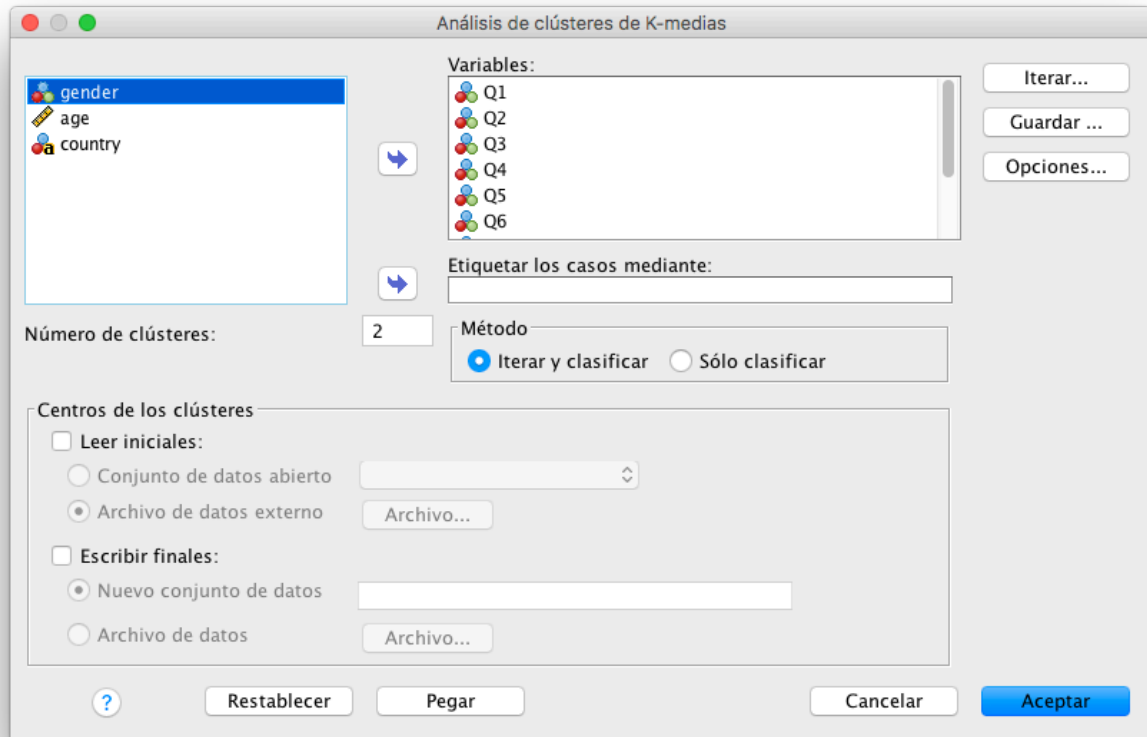 Análisis de clústeres de K-medias
gender
age
country
Variables:
Q1
Q2
Q3
Q4
Q5
Q6
Etiquetar los casos mediante:
Iterar...
Guardar ...
Opciones...
Número de clústeres: 2
Método
Iterar y clasificar Sólo clasificar
Centros de los clústeres
Leer iniciales:
Conjunto de datos abierto
Archivo de datos externo Archivo...
Escribir finales:
Nuevo conjunto de datos
Archivo de datos Archivo...
? Restablecer Pegar Cancelar Aceptar